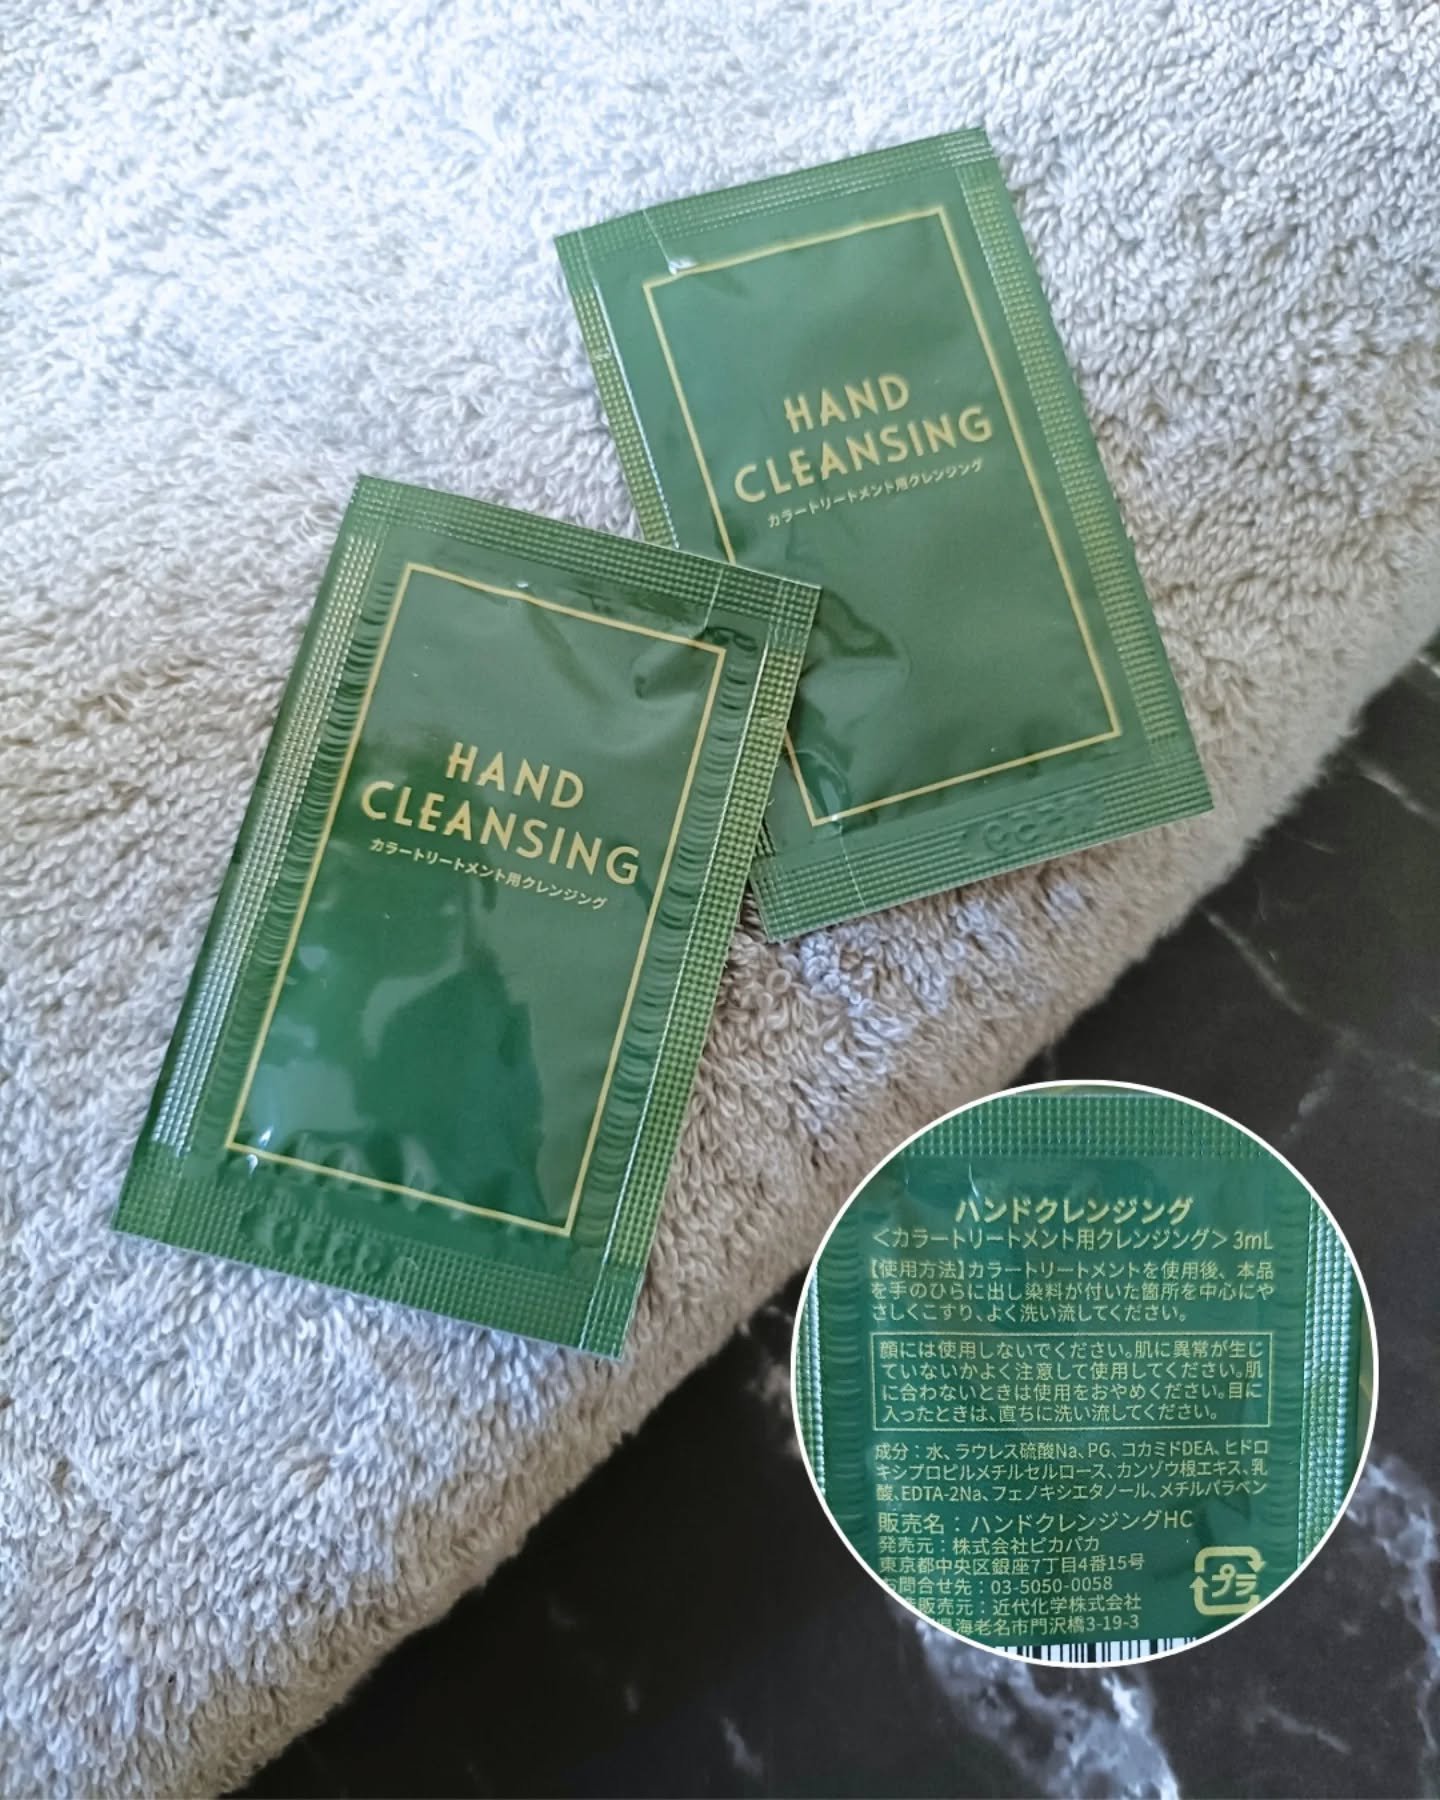 HAND
CLEANSING
カラートリートメント用クレンジング
HAND
CLEANSING
カラートリートメント用クレンジング
ハンドクレンジング
＜カラートリートメント用クレンジング＞3mL
【使用方法】カラートリートメントを使用後、本品
を手のひらに出し染料が付いた箇所を中心にや
さしくこすり、よく洗い流してください。
顔には使用しないでください。肌に異常が生じ
ていないかよく注意して使用してください。肌
に合わないときは使用をおやめください。目に
入ったときは、直ちに洗い流してください。
成分：水、ラウレス硫酸Na、PG、コカミドDEA、ヒドロ
キシプロピルメチルセルロース、カンゾウ根エキス、乳
酸、EDTA-2Na、フェノキシエタノール、メチルパラベン
販売名：ハンドクレンジングHC
発売元：株式会社ピカパカ
東京都中央区銀座7丁目4番15号
お問合せ先：03-5050-0058
販売元：近代化学株式会社
県海老名市門沢橋3-19-3
プラ